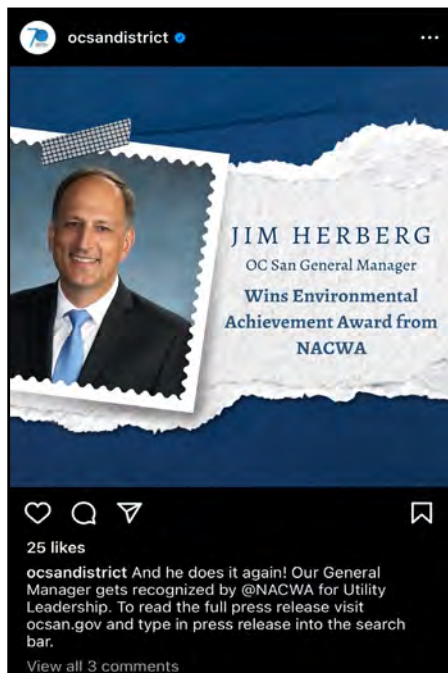 ocsandistrict
JIM HERBERG
OC San General Manager
Wins Environmental
Achievement Award from
NACWA
25 likes
ocsandistrict And he does it again! Our General
Manager gets recognized by @NACWA for Utility
Leadership. To read the full press release visit
ocsan.gov and type in press release into the search
bar.
View all 3 comments